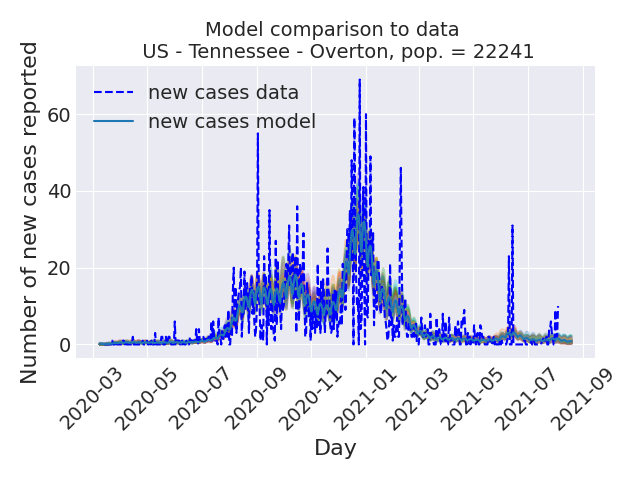 Model comparison to data
US - Tennessee - Overton, pop. = 22241
Number of new cases reported
new cases data
new cases model
60
40
20
0
2020-03
2020-05
2020-07
2020-09
2020-11
2021-01
2021-03
2021-05
2021-07
2021-09
Day